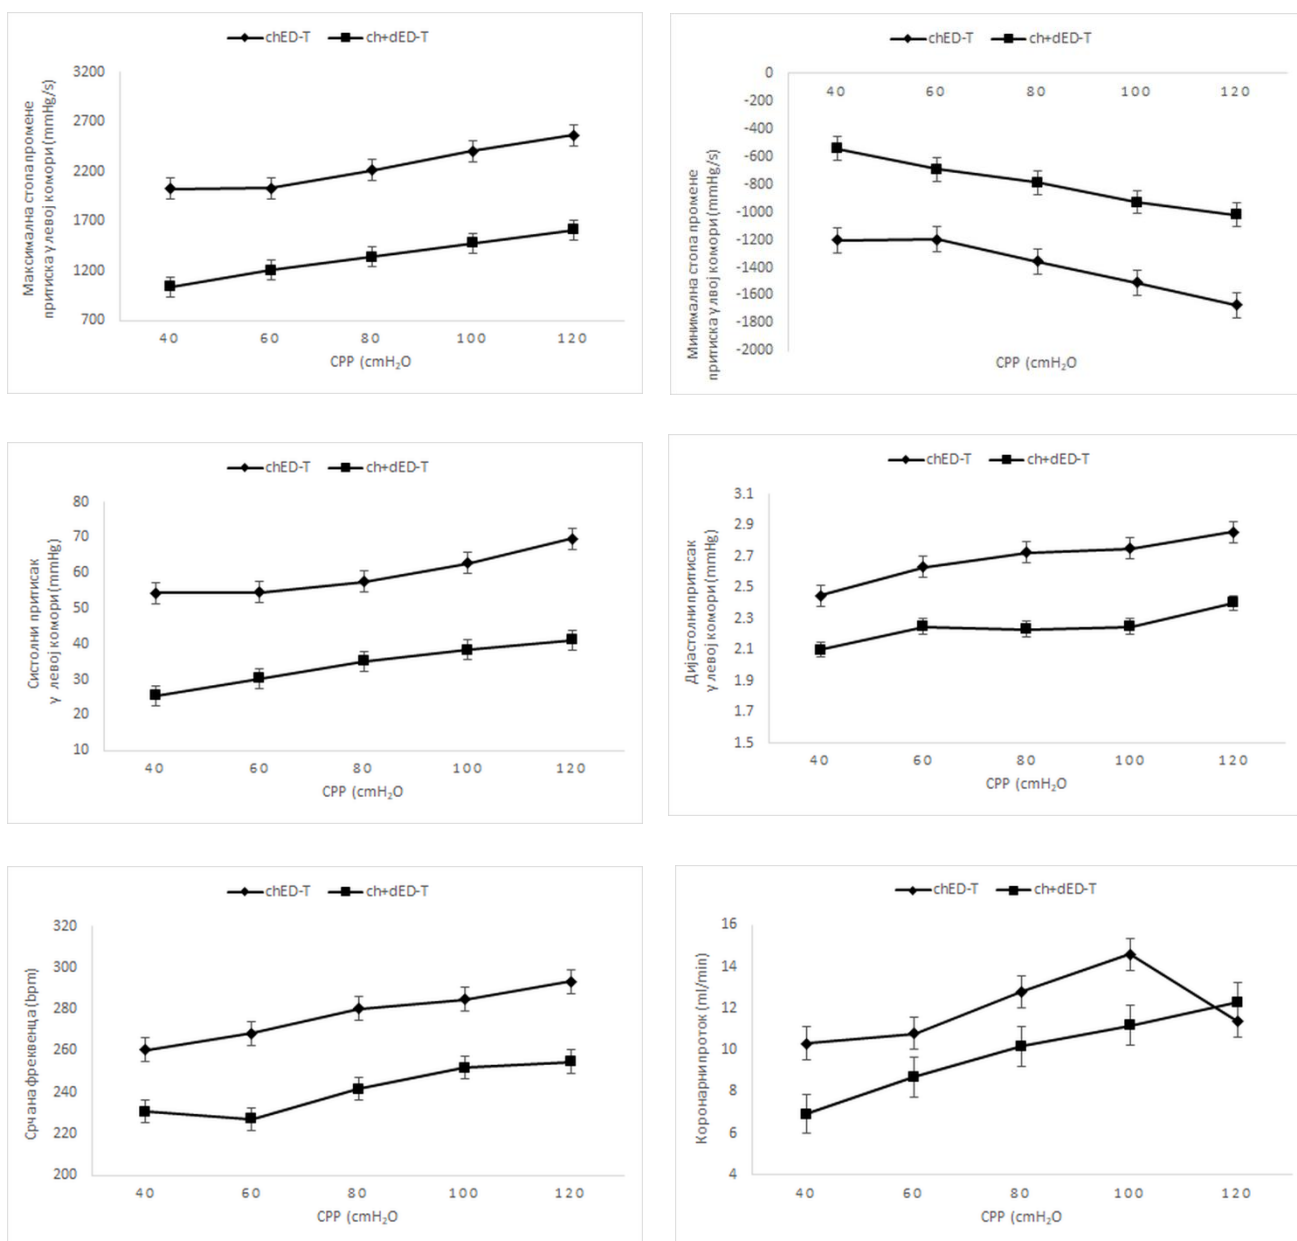 chED-T ch+dED-T
Максимална стопа промене
притиска у левој комори (mmHg/s)
3200
2700
2200
1700
1200
700
40 60 80 100 120
CPP (cmH₂O
chED-T ch+dED-T
Минимална стопа промене
притиска у лвој комори (mmHg/s)
0
-200
-400
-600
-800
-1000
-1200
-1400
-1600
-1800
-2000
40 60 80 100 120
CPP (cmH₂O
chED-T ch+dED-T
Систолни притисак
у левој комори (mmHg)
80
70
60
50
40
30
20
10
40 60 80 100 120
CPP (cmH₂O
chED-T ch+dED-T
Дијастолни притисак
у левој комори (mmHg)
3.1
2.9
2.7
2.5
2.3
2.1
1.9
1.7
1.5
40 60 80 100 120
CPP (cmH₂O
chED-T ch+dED-T
Срчана фреквенца (bpm)
320
300
280
260
240
220
200
40 60 80 100 120
CPP (cmH₂O
chED-T ch+dED-T
Коронарни проток (ml/min)
16
14
12
10
8
6
4
40 60 80 100 120
CPP (cmH₂O